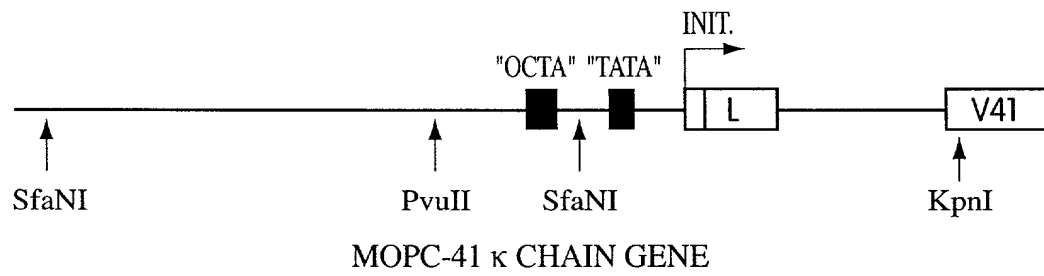 INIT.
"OCTA" "TATA"
L V41
SfaNI PvuII SfaNI KpnI
MOPC-41 κ CHAIN GENE